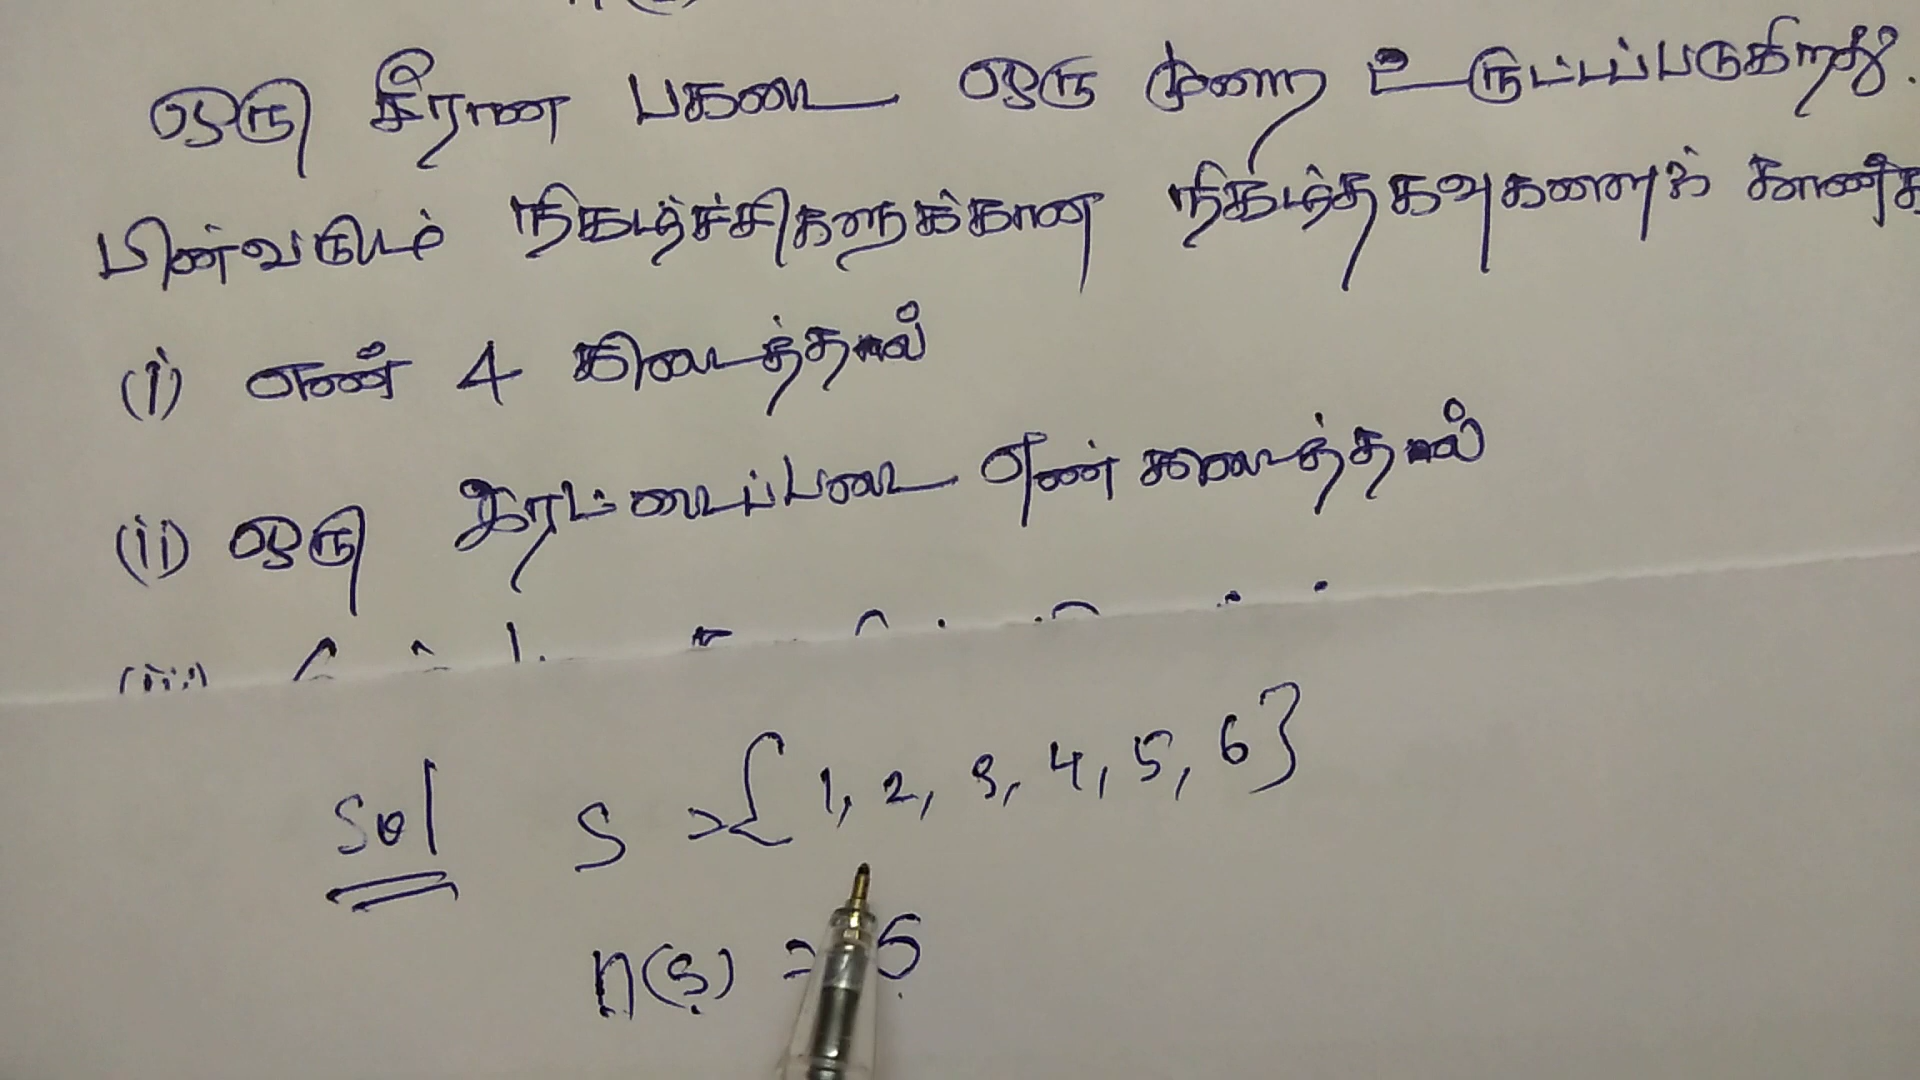 ஒரு சீரான பகடை ஒரு முறை உருட்டப்படுகிறது.
பின்வரும் நிகழ்ச்சிகளுக்கான நிகழ்தகவுகளைக் காண்க
(i) எண் 4 கிடைத்தல்
(ii) ஒரு இரட்டைப்படை எண் கிடைத்தல்
(iii)
Sol S = {1, 2, 3, 4, 5, 6}
n(S) = 6